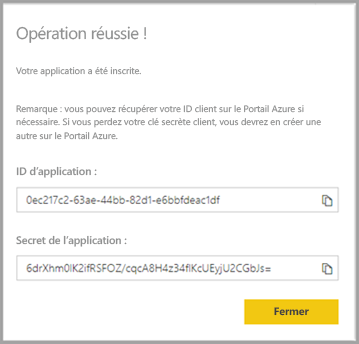 Opération réussie !
Votre application a été inscrite.
Remarque : vous pouvez récupérer votre ID client sur le Portail Azure si
nécessaire. Si vous perdez votre clé secrète client, vous devrez en créer une
autre sur le Portail Azure.
ID d'application :
0ec217c2-63ae-44bb-82d1-e6bbfdeac1df
Secret de l'application :
6drXhm0lK2ifRSFOZ/cqcA8H4z34flKcUEyjU2CGbJs=
Fermer